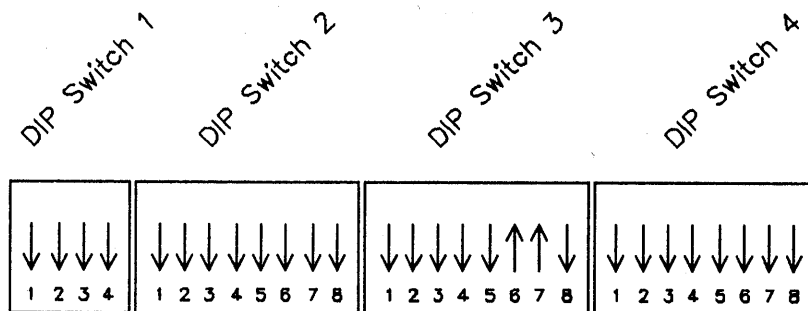 DIP Switch 1
DIP Switch 2
DIP Switch 3
DIP Switch 4
1 2 3 4
1 2 3 4 5 6 7 8
1 2 3 4 5 6 7 8
1 2 3 4 5 6 7 8